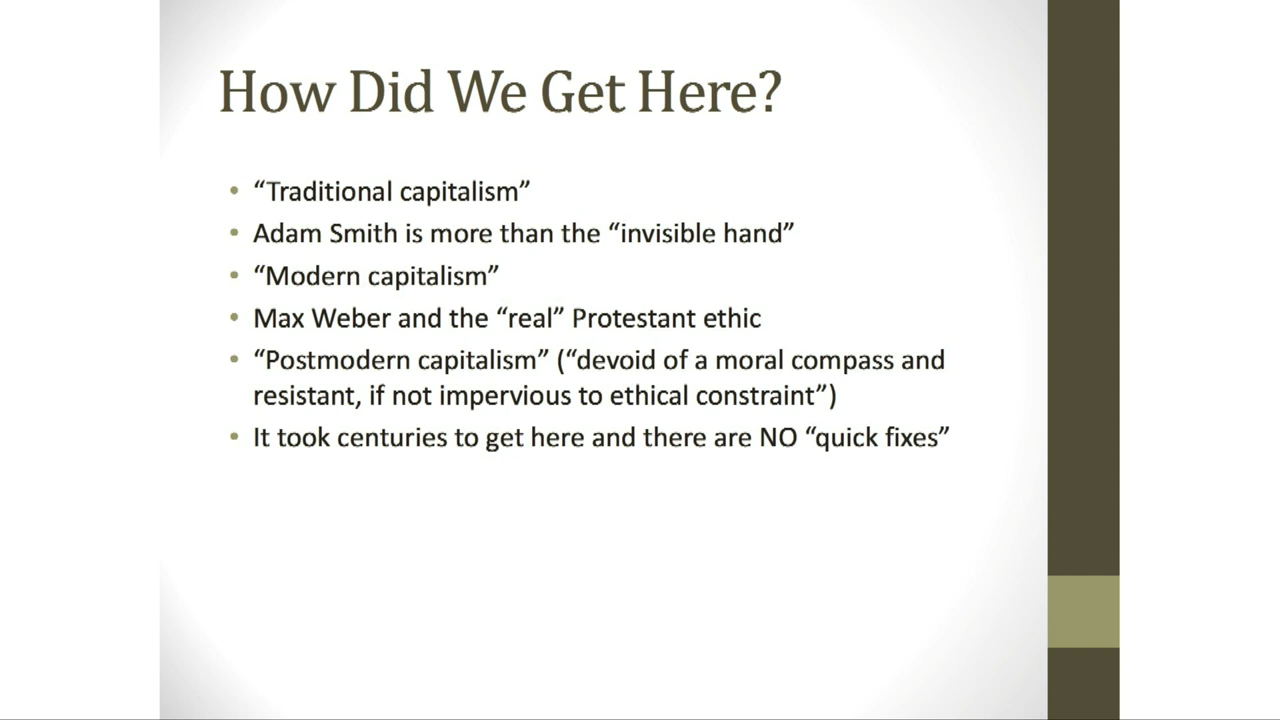 How Did We Get Here?
• “Traditional capitalism”
• Adam Smith is more than the “invisible hand”
• “Modern capitalism”
• Max Weber and the “real” Protestant ethic
• “Postmodern capitalism” (“devoid of a moral compass and
resistant, if not impervious to ethical constraint”)
• It took centuries to get here and there are NO “quick fixes”